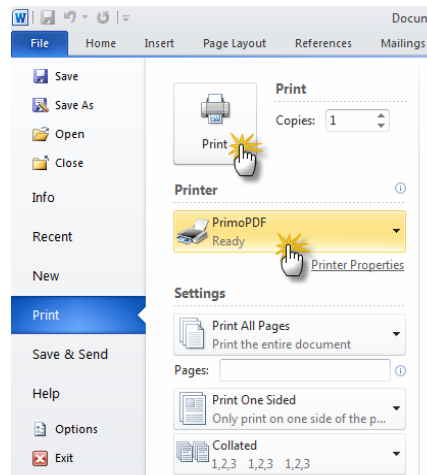 W
Docum
File Home Insert Page Layout References Mailings
Save
Save As
Open
Close
Info
Recent
New
Print
Save & Send
Help
Options
Exit
Print
Print
Copies: 1
Printer
PrimoPDF
Ready
Printer Properties
Settings
Print All Pages
Print the entire document
Pages:
Print One Sided
Only print on one side of the p...
Collated
1,2,3 1,2,3 1,2,3